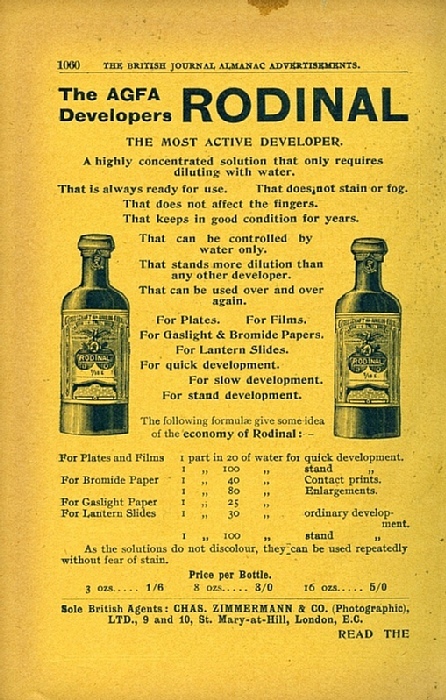 1060 THE BRITISH JOURNAL ALMANAC ADVERTISEMENTS.
The AGFA
Developers RODINAL
THE MOST ACTIVE DEVELOPER.
A highly concentrated solution that only requires
diluting with water.
That is always ready for use. That does not stain or fog.
That does not affect the fingers.
That keeps in good condition for years.
That can be controlled by
water only.
That stands more dilution than
any other developer.
That can be used over and over
again.
For Plates. For Films.
For Gaslight & Bromide Papers.
For Lantern Slides.
For quick development.
For slow development.
For stand development.
RODINAL
RODINAL
The following formulæ give some idea
of the economy of Rodinal : –
For Plates and Films 1 part in 20 of water for quick development.
1 ,, 100 ,, stand ,,
For Bromide Paper 1 ,, 40 ,, Contact prints.
1 ,, 80 ,, Enlargements.
For Gaslight Paper 1 ,, 25 ,,
For Lantern Slides 1 ,, 30 ,, ordinary develop-
ment.
1 ,, 100 ,, stand ,,
As the solutions do not discolour, they can be used repeatedly
without fear of stain.
Price per Bottle.
3 ozs..... 1/6 8 ozs..... 3/0 16 ozs..... 5/0
Sole British Agents: CHAS. ZIMMERMANN & CO. (Photographic),
LTD., 9 and 10, St. Mary-at-Hill, London, E.C.
READ THE